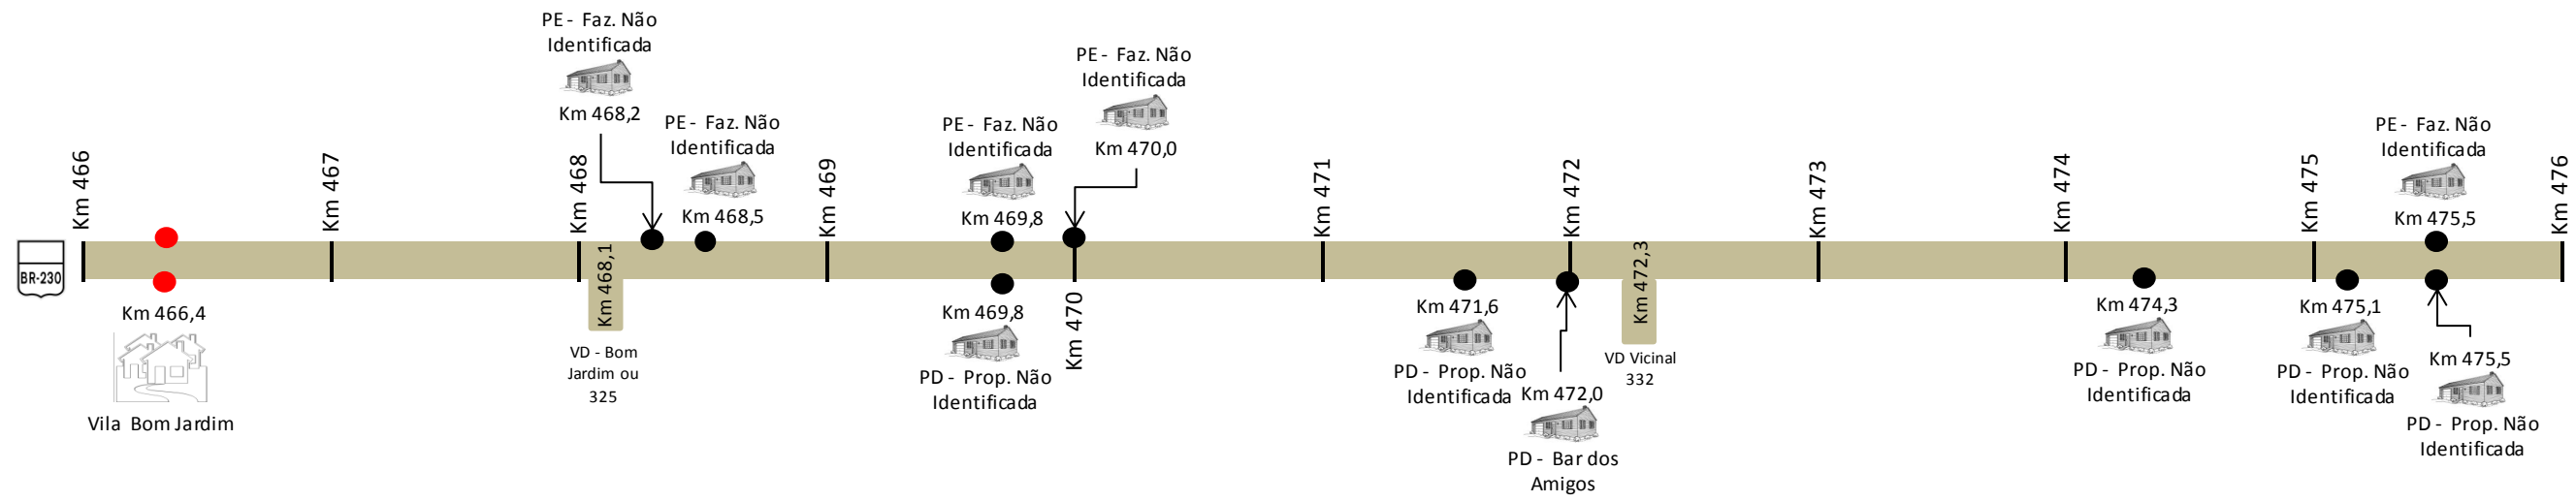 PE - Faz. Não
Identificada
Km 468,2
PE - Faz. Não
Identificada
Km 468,5
PE - Faz. Não
Identificada
Km 469,8
PE - Faz. Não
Identificada
Km 470,0
PE - Faz. Não
Identificada
Km 475,5
Km 466
Km 467
Km 468
Km 469
Km 470
Km 471
Km 472
Km 473
Km 474
Km 475
Km 476
BR-230
Km 466,4
Vila Bom Jardim
Km 468,1
VD - Bom
Jardim ou
325
Km 469,8
PD - Prop. Não
Identificada
Km 471,6
PD - Prop. Não
Identificada
Km 472,0
PD - Bar dos
Amigos
Km 472,3
VD Vicinal
332
Km 474,3
PD - Prop. Não
Identificada
Km 475,1
PD - Prop. Não
Identificada
Km 475,5
PD - Prop. Não
Identificada